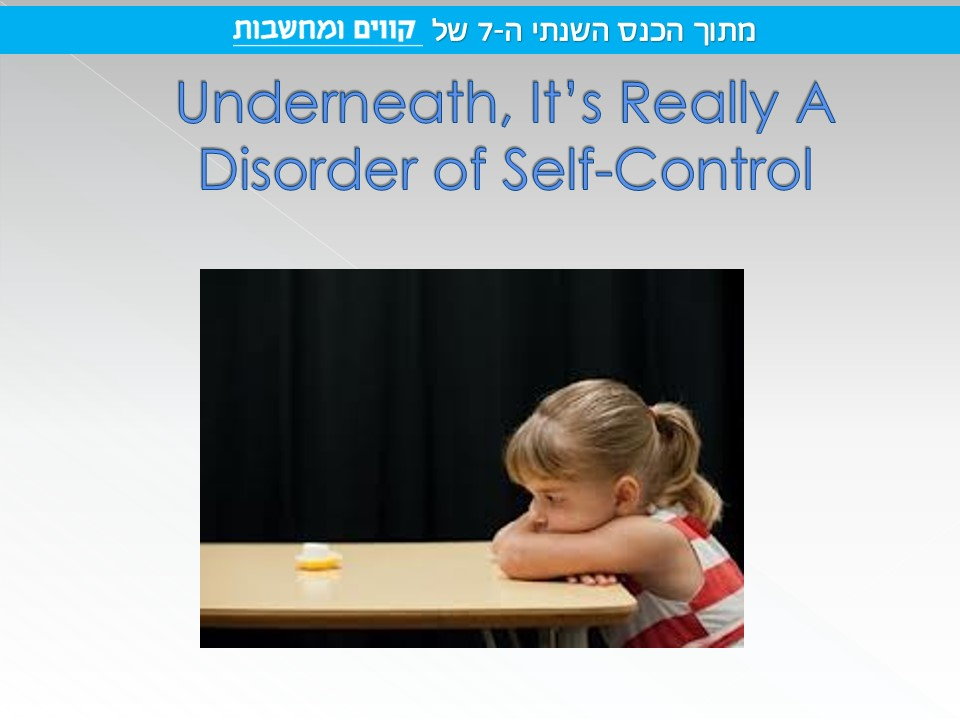 מתוך הכנס השנתי ה-7 של קווים ומחשבות
Underneath, It’s Really A
Disorder of Self-Control